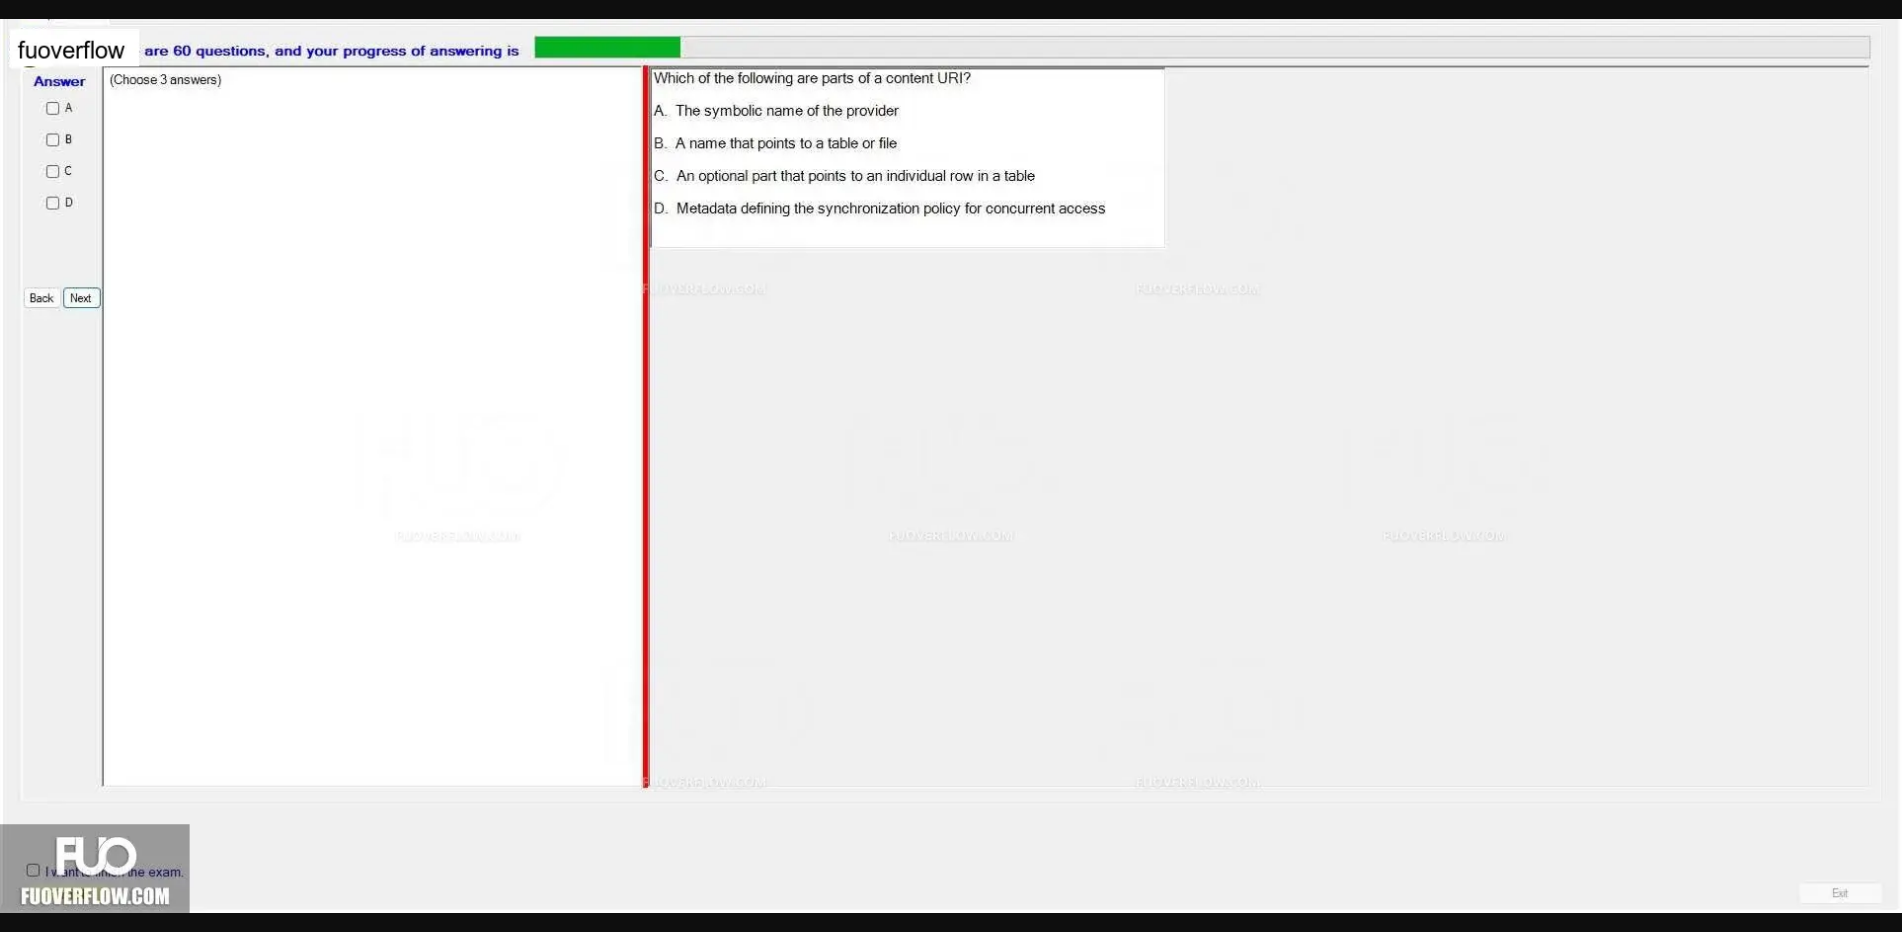 fuoverflow are 60 questions, and your progress of answering is
Answer
A
B
C
D
Back Next
(Choose 3 answers)
Which of the following are parts of a content URI?
A. The symbolic name of the provider
B. A name that points to a table or file
C. An optional part that points to an individual row in a table
D. Metadata defining the synchronization policy for concurrent access
FUOVERFLOW.COM FUOVERFLOW.COM
FUOVERFLOW.COM FUOVERFLOW.COM FUOVERFLOW.COM
FUOVERFLOW.COM FUOVERFLOW.COM
FUO
I want to finish the exam.
FUOVERFLOW.COM
Exit